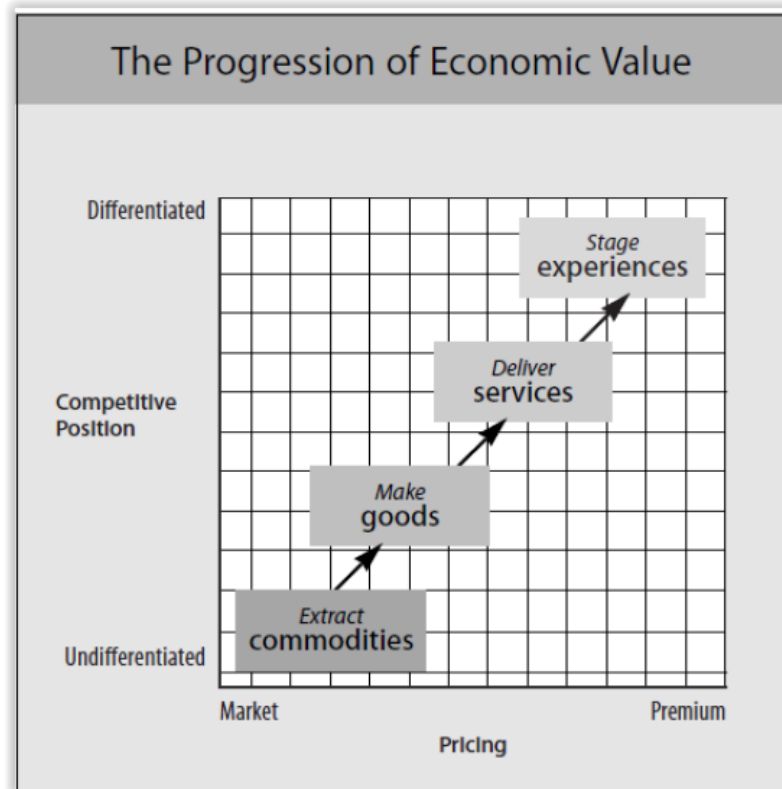 The Progression of Economic Value
Differentiated
Stage
experiences
Deliver
services
Competitive
Position
Make
goods
Extract
commodities
Undifferentiated
Market
Premium
Pricing